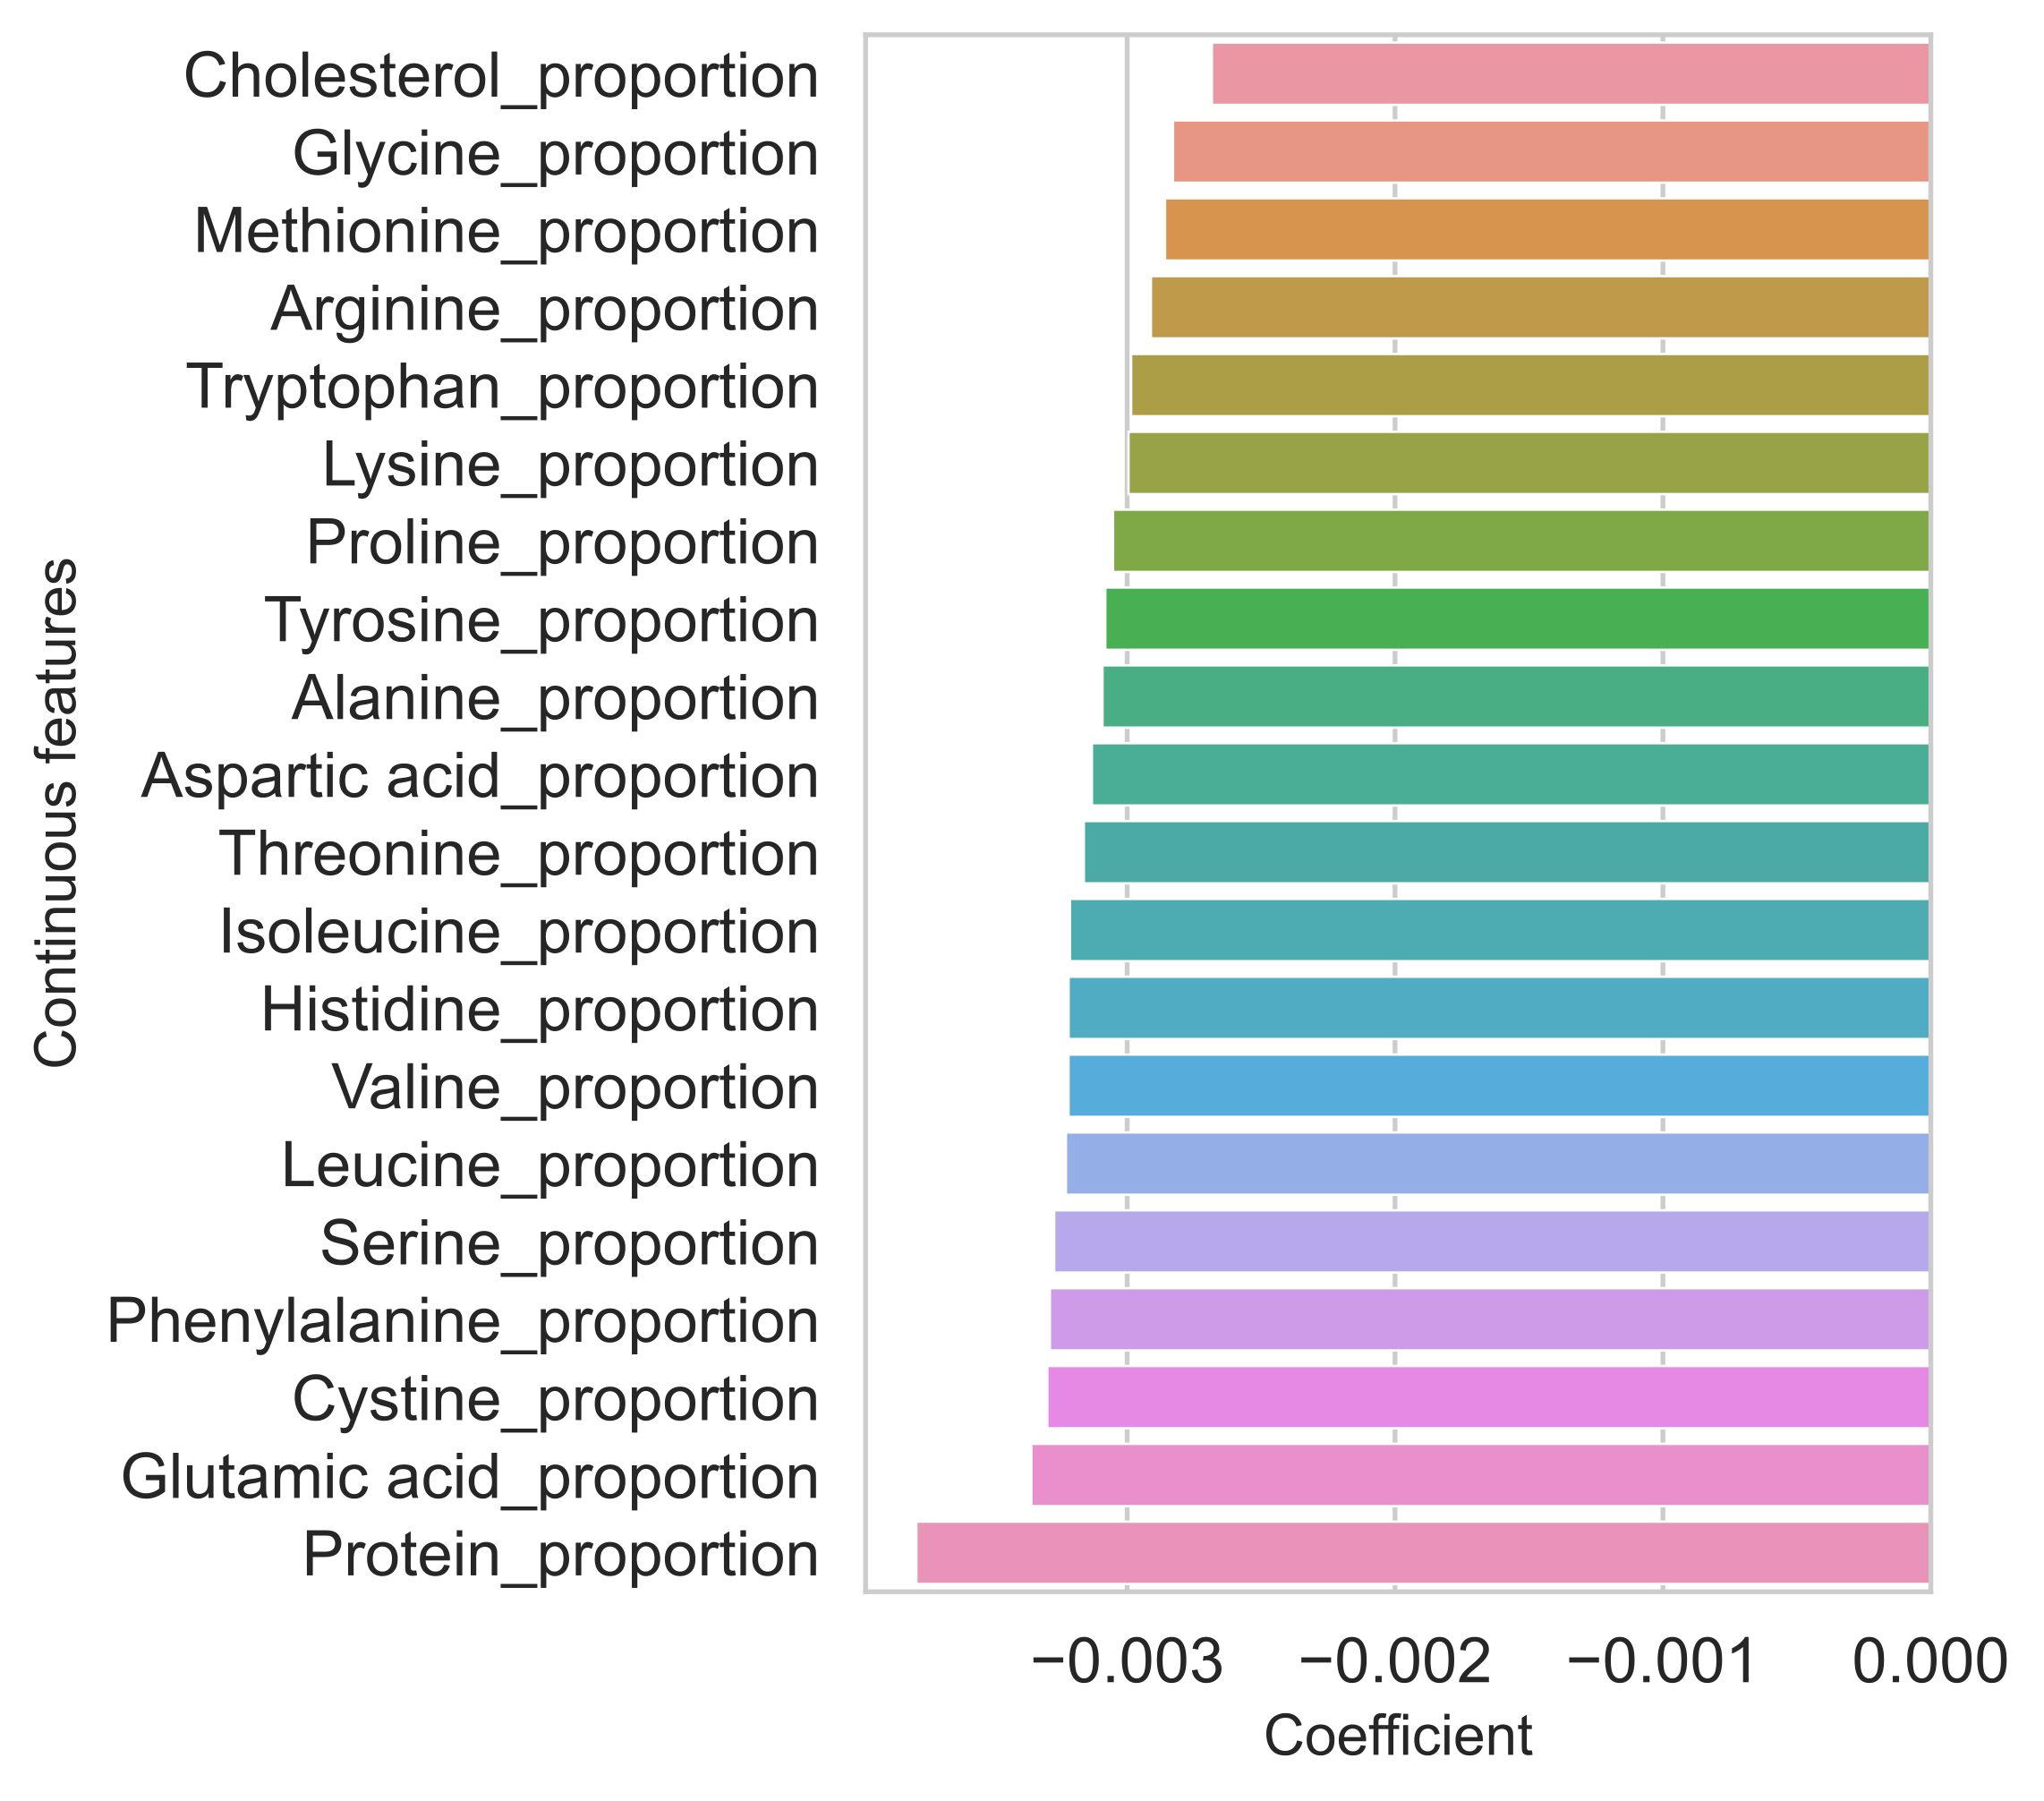 Cholesterol_proportion
Glycine_proportion
Methionine_proportion
Arginine_proportion
Tryptophan_proportion
Lysine_proportion
Proline_proportion
Tyrosine_proportion
Alanine_proportion
Aspartic acid_proportion
Threonine_proportion
Isoleucine_proportion
Histidine_proportion
Valine_proportion
Leucine_proportion
Serine_proportion
Phenylalanine_proportion
Cystine_proportion
Glutamic acid_proportion
Protein_proportion
Continuous features
−0.003 −0.002 −0.001 0.000
Coefficient